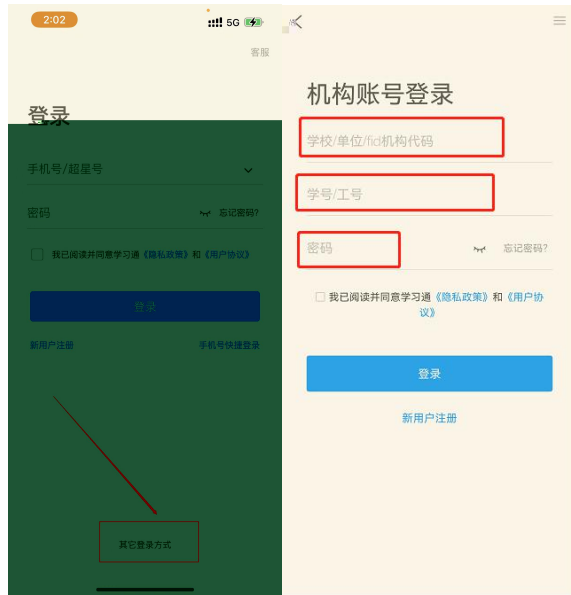 2:02
5G
客服
登录
手机号/超星号
密码
忘记密码?
我已阅读并同意学习通《隐私政策》和《用户协议》
登录
新用户注册
手机号快捷登录
其它登录方式
机构账号登录
学校/单位/fid机构代码
学号/工号
密码
忘记密码?
我已阅读并同意学习通《隐私政策》和《用户协
议》
登录
新用户注册